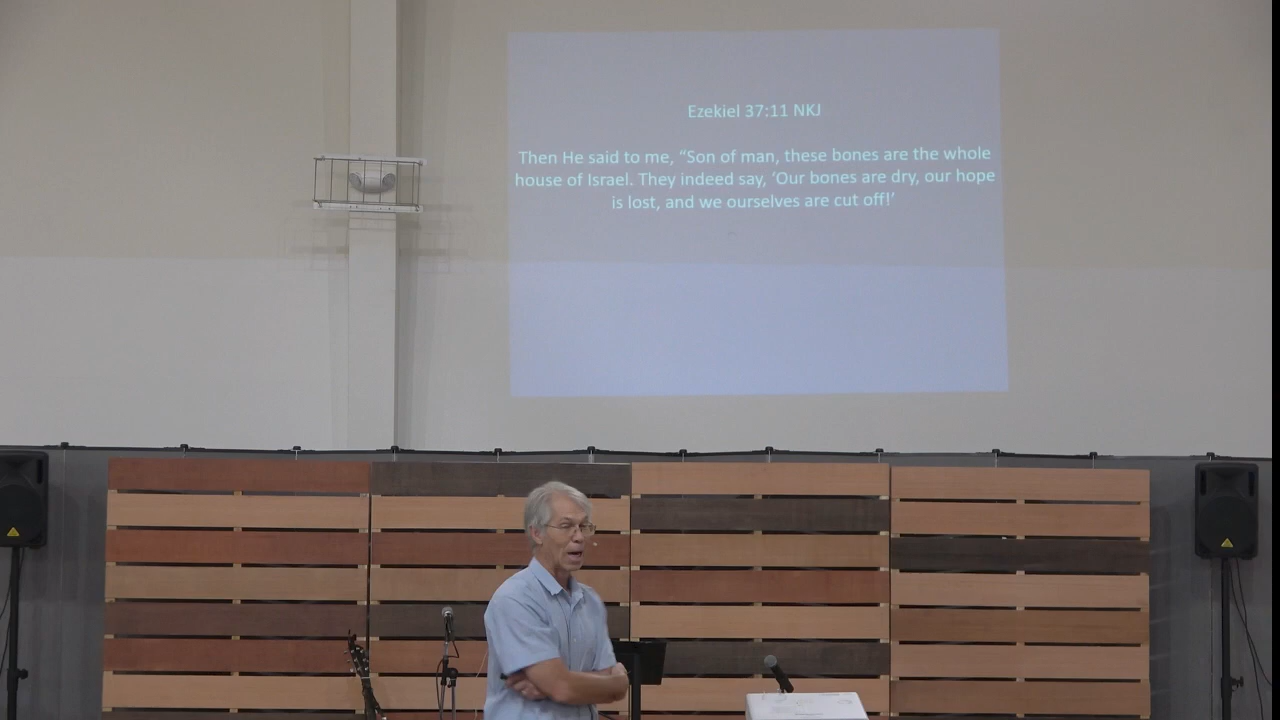 Ezekiel 37:11 NKJ
Then He said to me, “Son of man, these bones are the whole
house of Israel. They indeed say, ‘Our bones are dry, our hope
is lost, and we ourselves are cut off!’